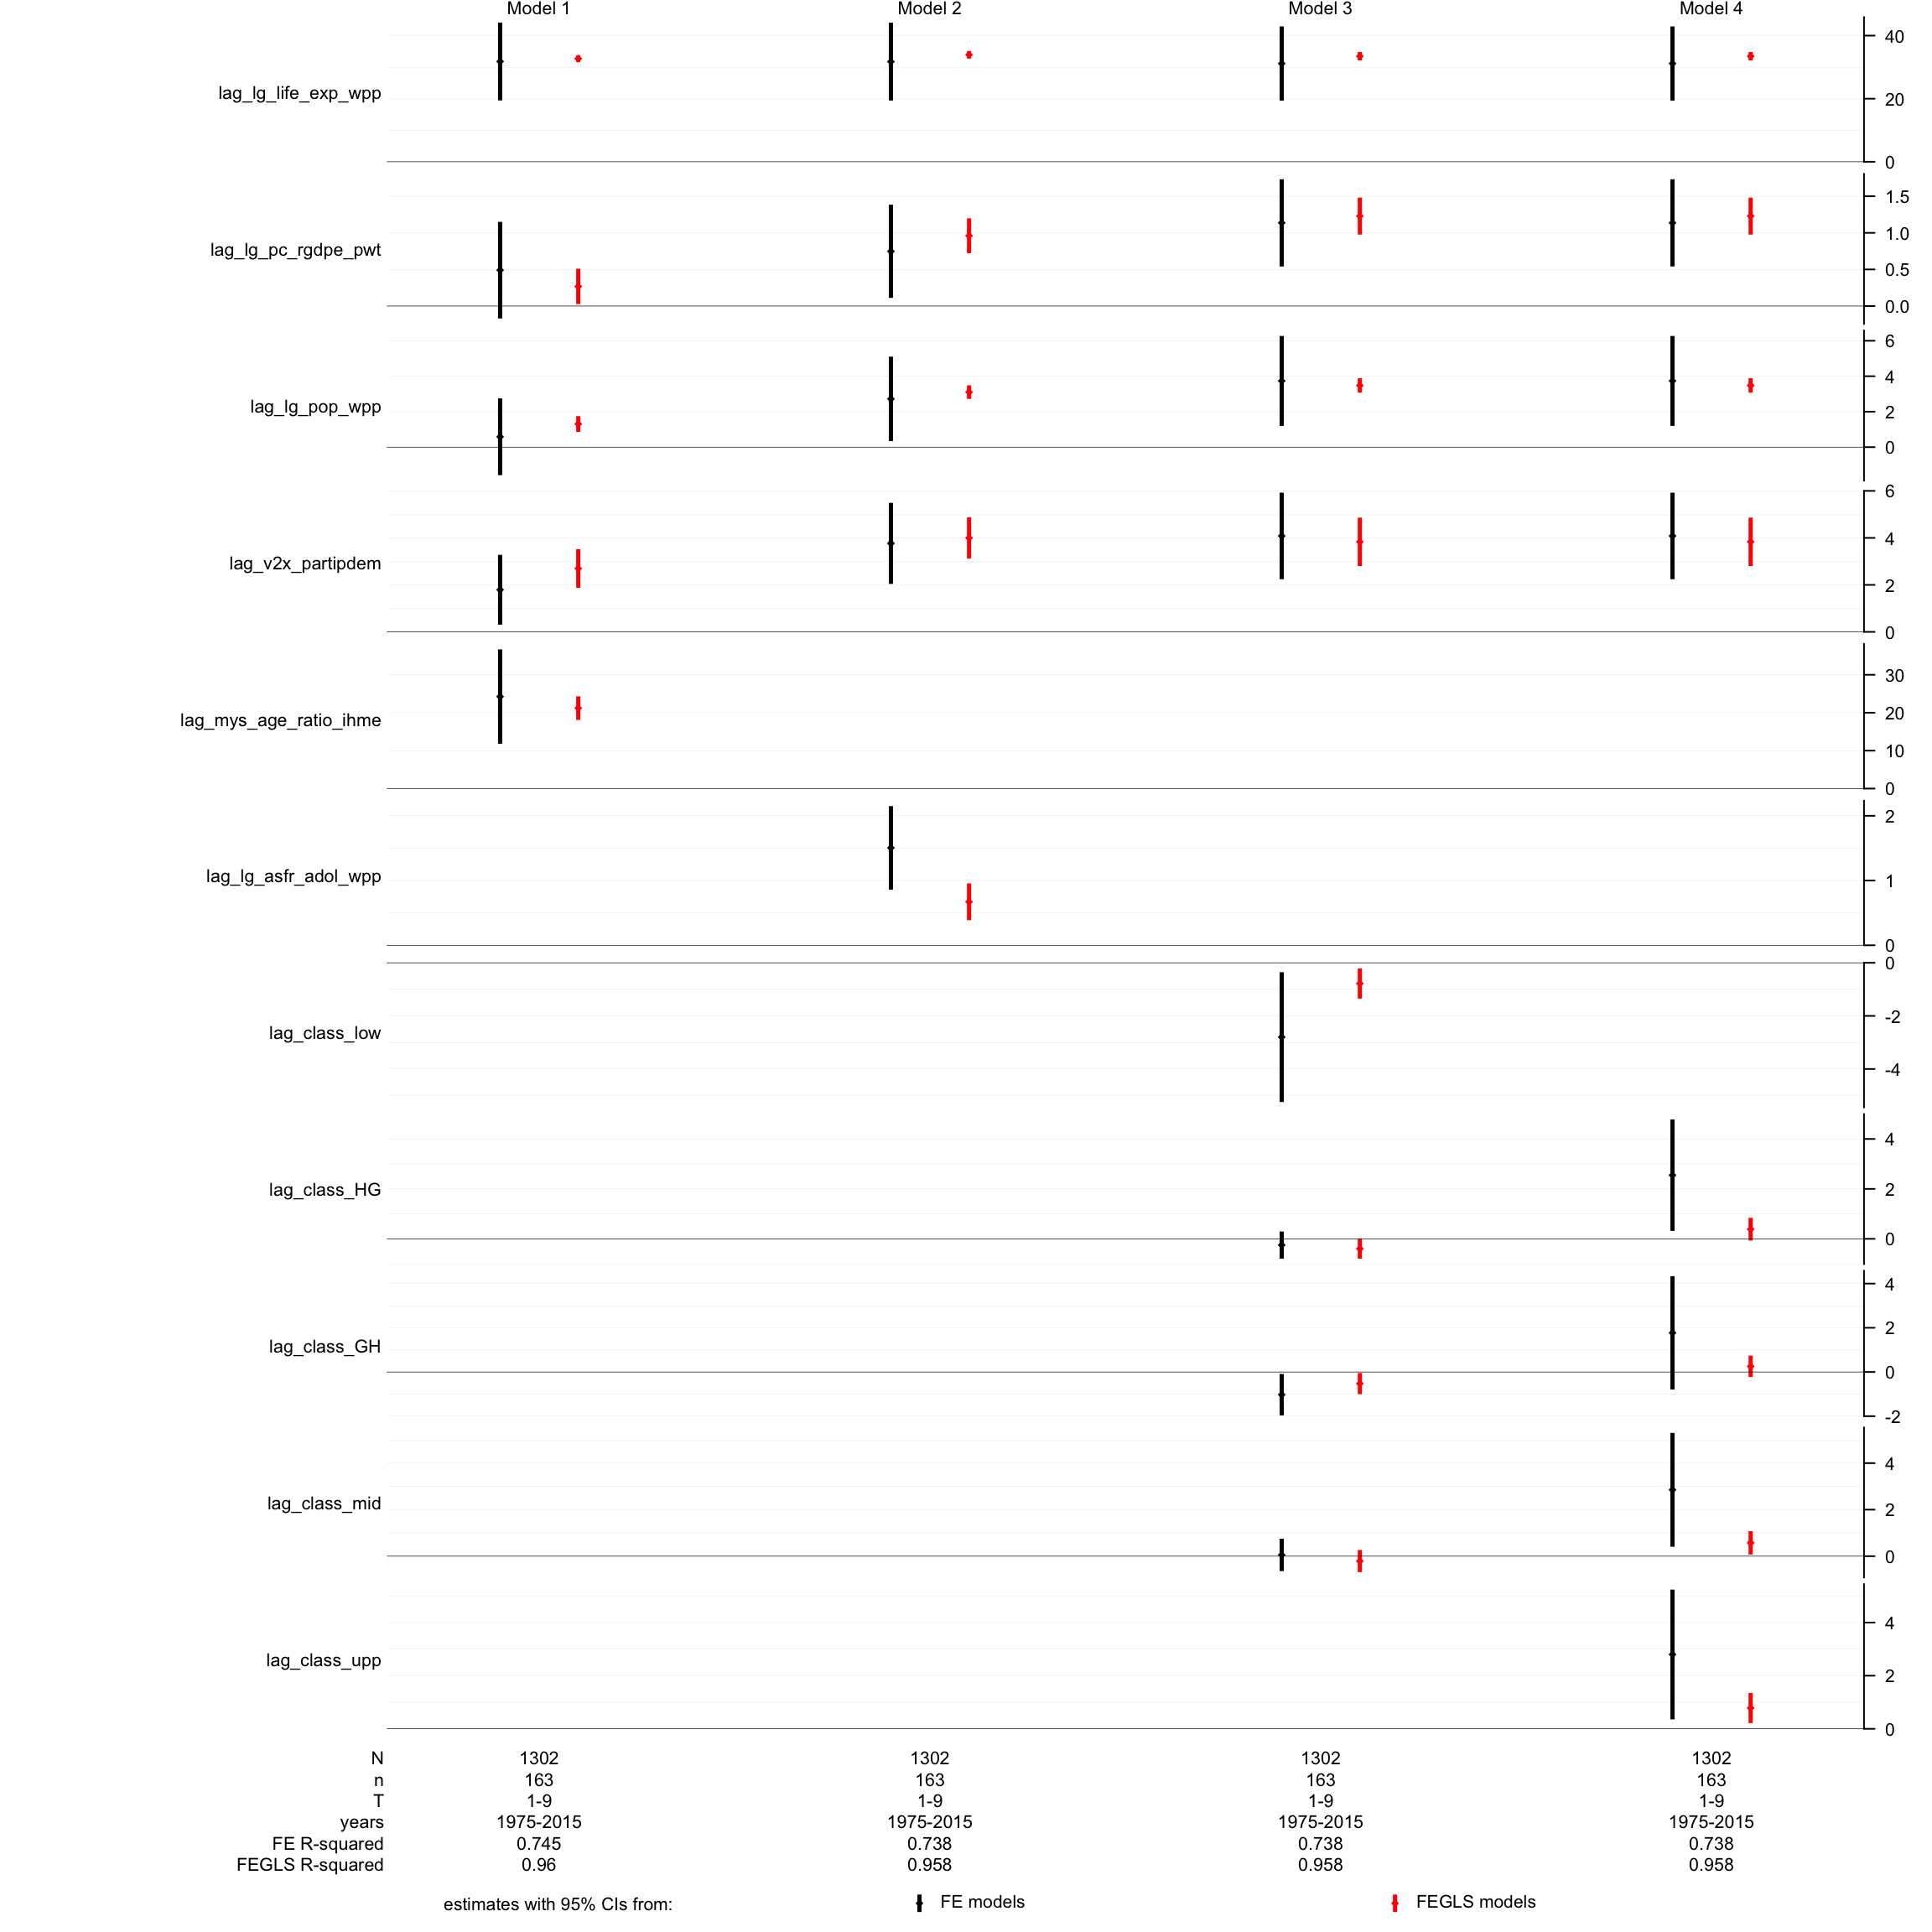 Model 1 Model 2 Model 3 Model 4
lag_lg_life_exp_wpp
40
20
0
lag_lg_pc_rgdpe_pwt
1.5
1.0
0.5
0.0
lag_lg_pop_wpp
6
4
2
0
lag_v2x_partipdem
6
4
2
0
lag_mys_age_ratio_ihme
30
20
10
0
lag_lg_asfr_adol_wpp
2
1
0
lag_class_low
0
-2
-4
lag_class_HG
4
2
0
lag_class_GH
4
2
0
-2
lag_class_mid
4
2
0
lag_class_upp
4
2
0
N 1302 1302 1302 1302
n 163 163 163 163
T 1-9 1-9 1-9 1-9
years 1975-2015 1975-2015 1975-2015 1975-2015
FE R-squared 0.745 0.738 0.738 0.738
FEGLS R-squared 0.96 0.958 0.958 0.958
estimates with 95% CIs from: FE models FEGLS models